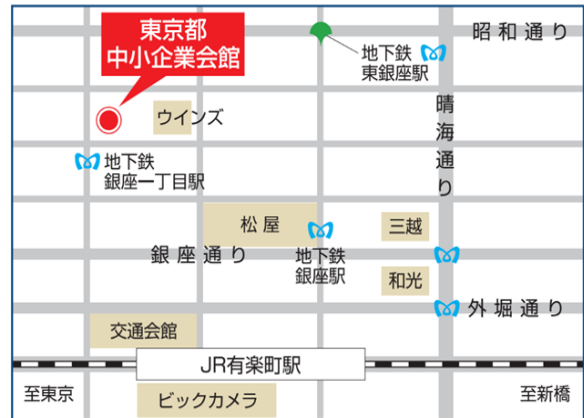 東京都
中小企業会館
昭和通り
地下鉄
東銀座駅
ウインズ
晴海通り
地下鉄
銀座一丁目駅
松屋
三越
銀座通り
地下鉄
銀座駅
和光
外堀通り
交通会館
JR有楽町駅
至東京
ビックカメラ
至新橋